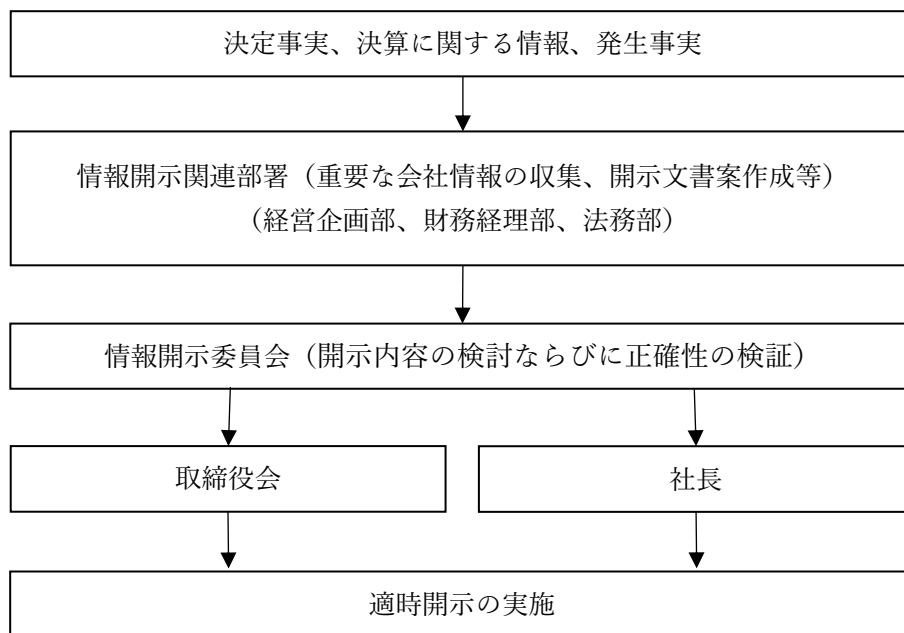 決定事実、決算に関する情報、発生事実
情報開示関連部署（重要な会社情報の収集、開示文書案作成等）
（経営企画部、財務経理部、法務部）
情報開示委員会（開示内容の検討ならびに正確性の検証）
取締役会
社長
適時開示の実施